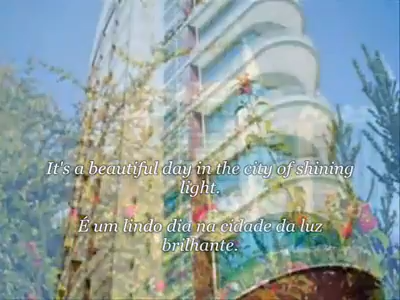 It's a beautiful day in the city of shining
light.
É um lindo dia na cidade da luz
brilhante.